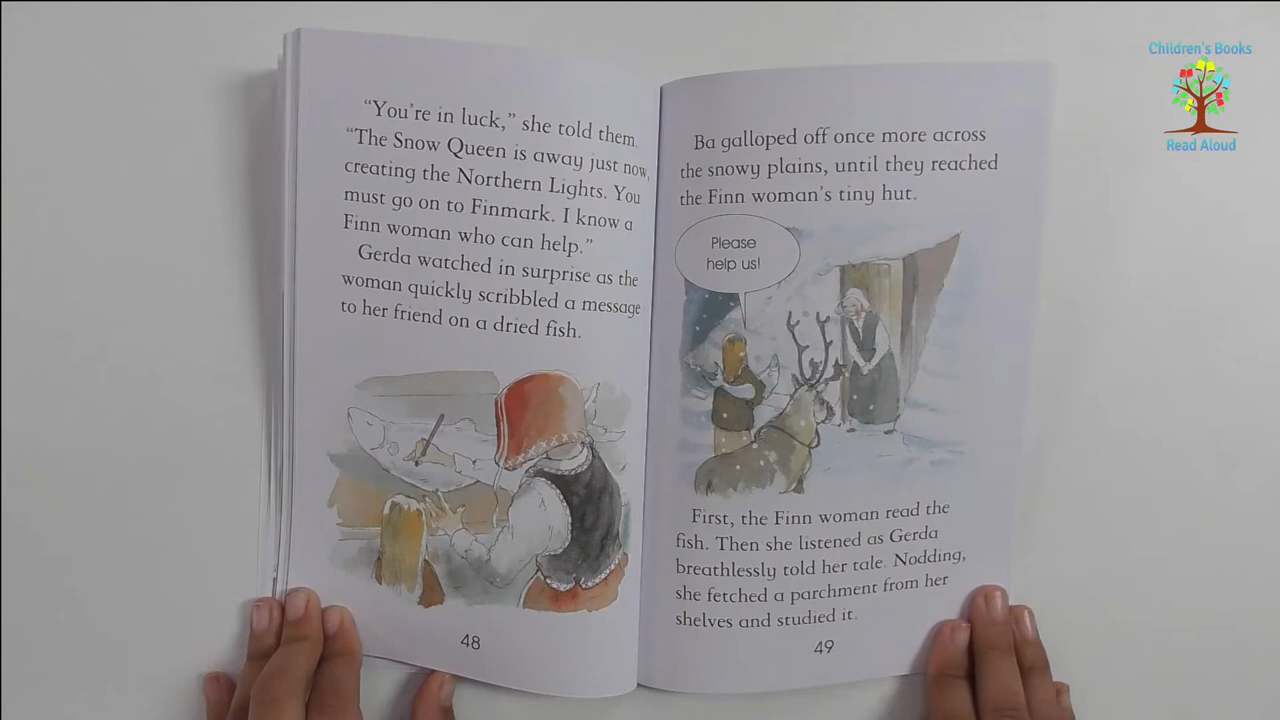 "You're in luck," she told them.
"The Snow Queen is away just now,
creating the Northern Lights. You
must go on to Finmark. I know a
Finn woman who can help."
Gerda watched in surprise as the
woman quickly scribbled a message
to her friend on a dried fish.
48
Ba galloped off once more across
the snowy plains, until they reached
the Finn woman's tiny hut.
Please
help us!
First, the Finn woman read the
fish. Then she listened as Gerda
breathlessly told her tale. Nodding,
she fetched a parchment from her
shelves and studied it.
49
Children's Books
Read Aloud